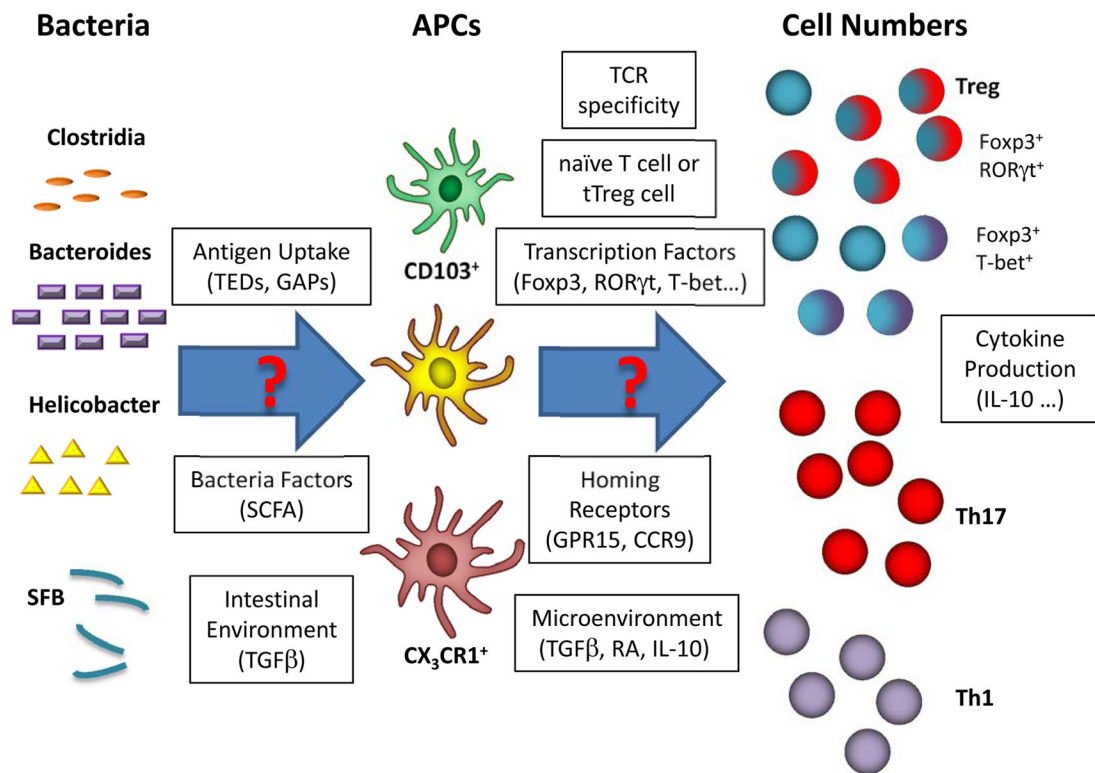 Bacteria
APCs
Cell Numbers
Clostridia
Bacteroides
Helicobacter
SFB
Antigen Uptake
(TEDs, GAPs)
?
Bacteria Factors
(SCFA)
Intestinal
Environment
(TGFβ)
CD103⁺
CX₃CR1⁺
TCR
specificity
naïve T cell or
tTreg cell
Transcription Factors
(Foxp3, RORγt, T-bet...)
?
Homing
Receptors
(GPR15, CCR9)
Microenvironment
(TGFβ, RA, IL-10)
Treg
Foxp3⁺
RORγt⁺
Foxp3⁺
T-bet⁺
Cytokine
Production
(IL-10 ...)
Th17
Th1